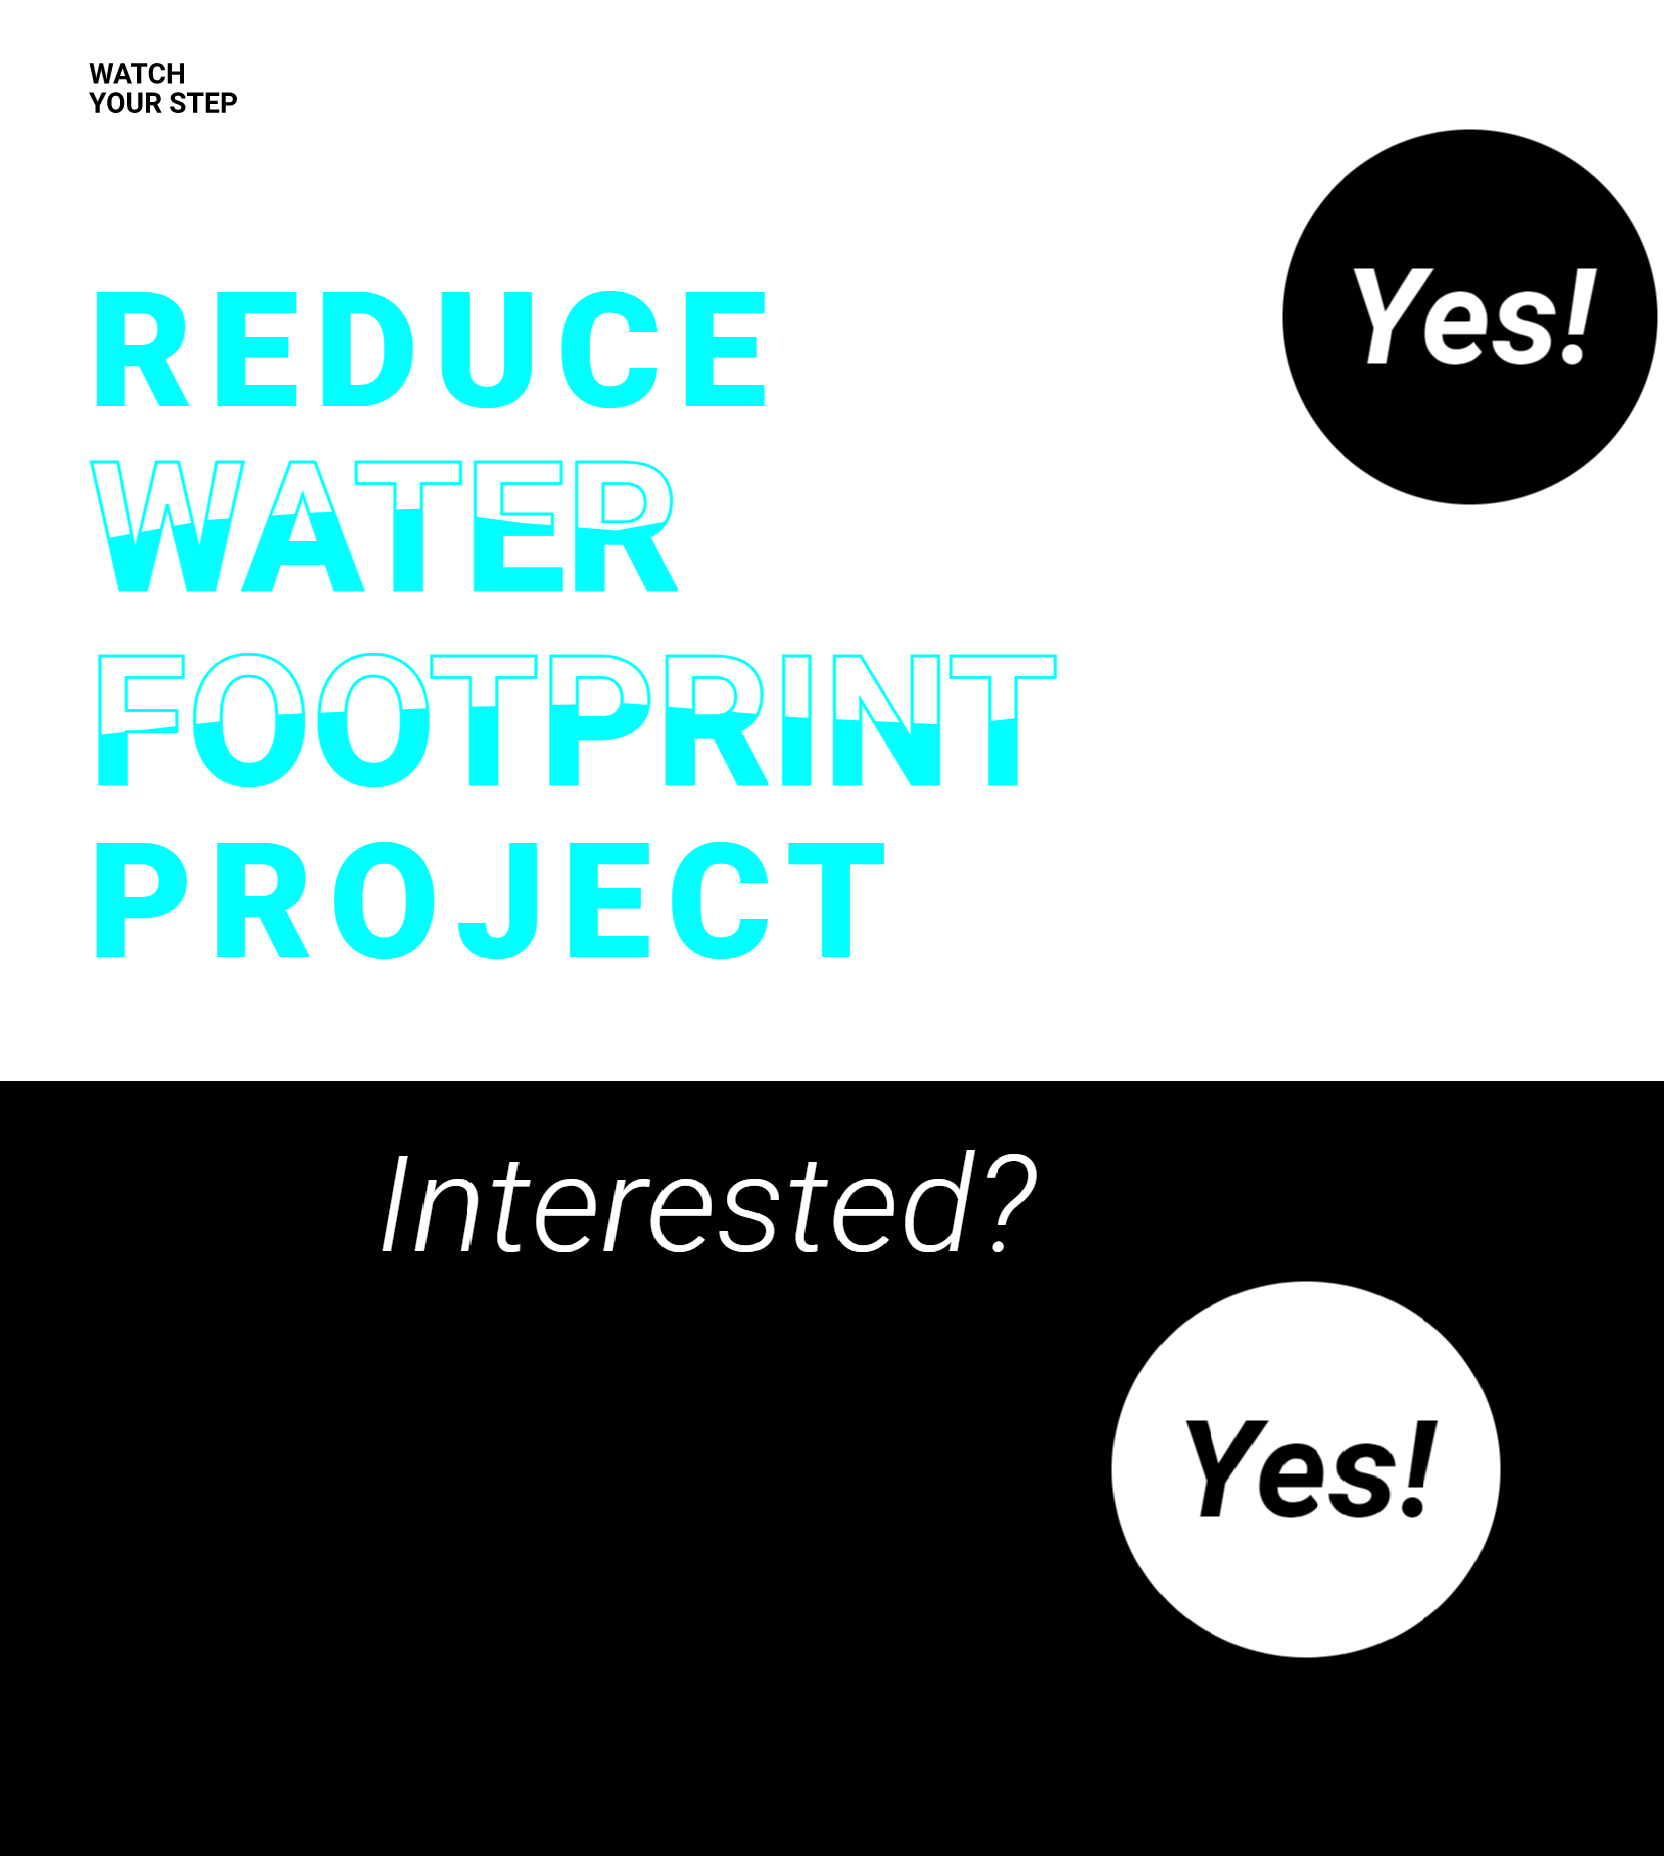 WATCH
YOUR STEP
Yes!
REDUCE
WATER
FOOTPRINT
PROJECT
Interested?
Yes!